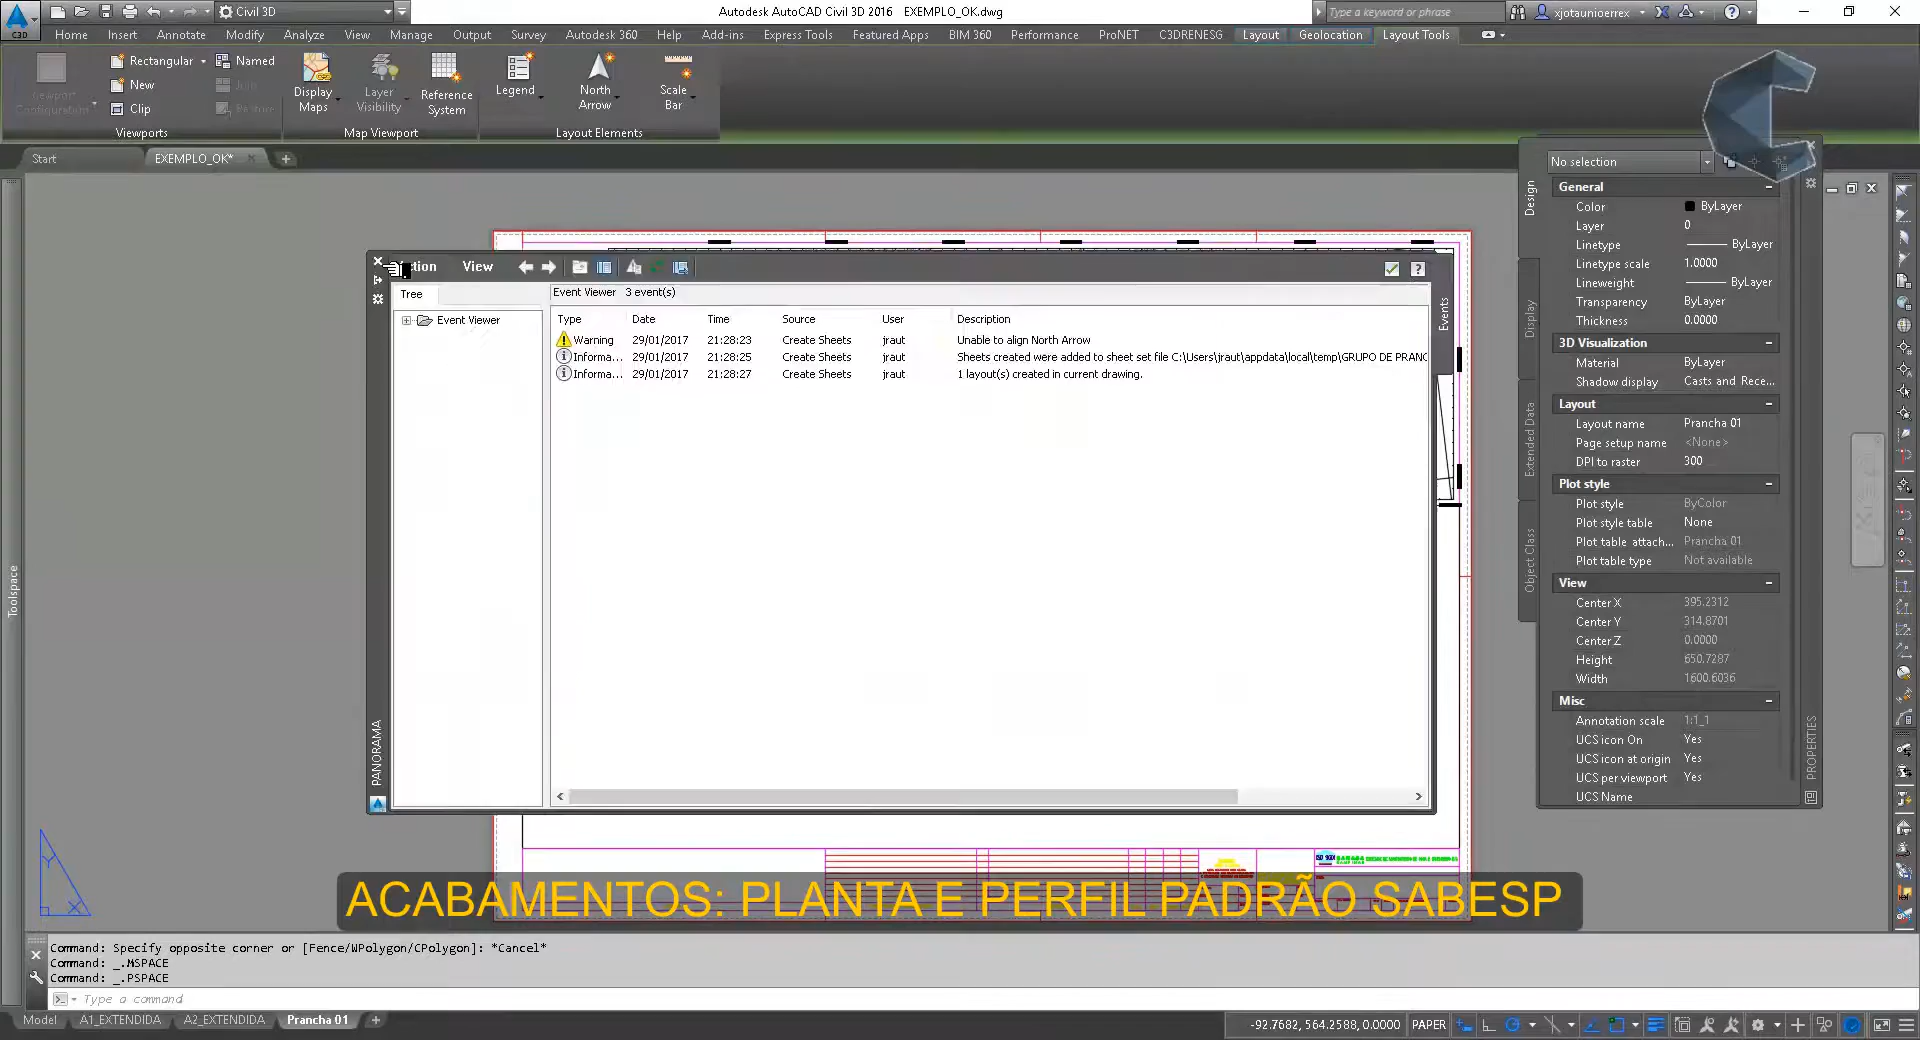 Civil 3D
Autodesk AutoCAD Civil 3D 2016 EXEMPLO_OK.dwg
Type a keyword or phrase
xjotaunioerrex
C3D
Home Insert Annotate Modify Analyze View Manage Output Survey Autodesk 360 Help Add-ins Express Tools Featured Apps BIM 360 Performance ProNET C3DRENESG Layout Geolocation Layout Tools
Viewport Configuration
Rectangular
Named
New
Join
Clip
Restore
Viewports
Display Maps
Layer Visibility
Reference System
Map Viewport
Legend
North Arrow
Scale Bar
Layout Elements
Start
EXEMPLO_OK*
View
Tree
Event Viewer
Event Viewer 3 event(s)
Type Date Time Source User Description
Warning 29/01/2017 21:28:23 Create Sheets jraut Unable to align North Arrow
Informa... 29/01/2017 21:28:25 Create Sheets jraut Sheets created were added to sheet set file C:\Users\jraut\appdata\local\temp\GRUPO DE PRANC
Informa... 29/01/2017 21:28:27 Create Sheets jraut 1 layout(s) created in current drawing.
Events
PANORAMA
Toolspace
No selection
Design
Display
Extended Data
Object Class
General
Color ByLayer
Layer 0
Linetype ByLayer
Linetype scale 1.0000
Lineweight ByLayer
Transparency ByLayer
Thickness 0.0000
3D Visualization
Material ByLayer
Shadow display Casts and Rece...
Layout
Layout name Prancha 01
Page setup name <None>
DPI to raster 300
Plot style
Plot style ByColor
Plot style table None
Plot table attach... Prancha 01
Plot table type Not available
View
Center X 395.2312
Center Y 314.8701
Center Z 0.0000
Height 650.7287
Width 1600.6036
Misc
Annotation scale 1:1_1
UCS icon On Yes
UCS icon at origin Yes
UCS per viewport Yes
UCS Name
PROPERTIES
Y
X
ACABAMENTOS: PLANTA E PERFIL PADRÃO SABESP
Command: Specify opposite corner or [Fence/WPolygon/CPolygon]: *Cancel*
Command: _.MSPACE
Command: _.PSPACE
Type a command
Model A1_EXTENDIDA A2_EXTENDIDA Prancha 01
-92.7682, 564.2588, 0.0000 PAPER